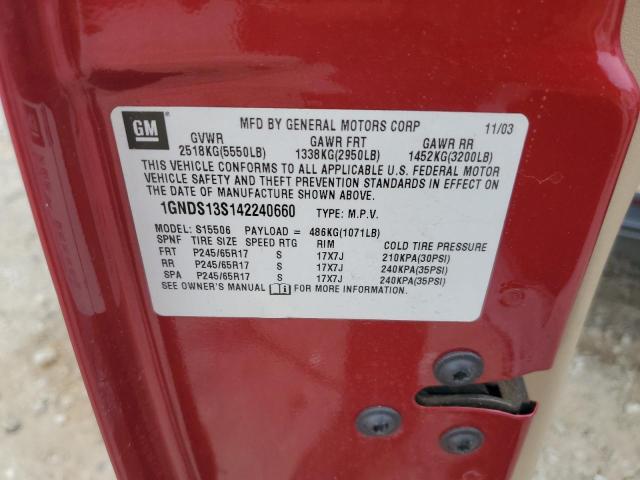 GM MFD BY GENERAL MOTORS CORP 11/03
GVWR GAWR FRT GAWR RR
2518KG(5550LB) 1338KG(2950LB) 1452KG(3200LB)
THIS VEHICLE CONFORMS TO ALL APPLICABLE U.S. FEDERAL MOTOR
VEHICLE SAFETY AND THEFT PREVENTION STANDARDS IN EFFECT ON
THE DATE OF MANUFACTURE SHOWN ABOVE.
1GNDS13S142240660 TYPE: M.P.V.
MODEL: S15506 PAYLOAD = 486KG(1071LB)
SPNF TIRE SIZE SPEED RTG RIM COLD TIRE PRESSURE
FRT P245/65R17 S 17X7J 210KPA(30PSI)
RR P245/65R17 S 17X7J 240KPA(35PSI)
SPA P245/65R17 S 17X7J 240KPA(35PSI)
SEE OWNER'S MANUAL FOR MORE INFORMATION.